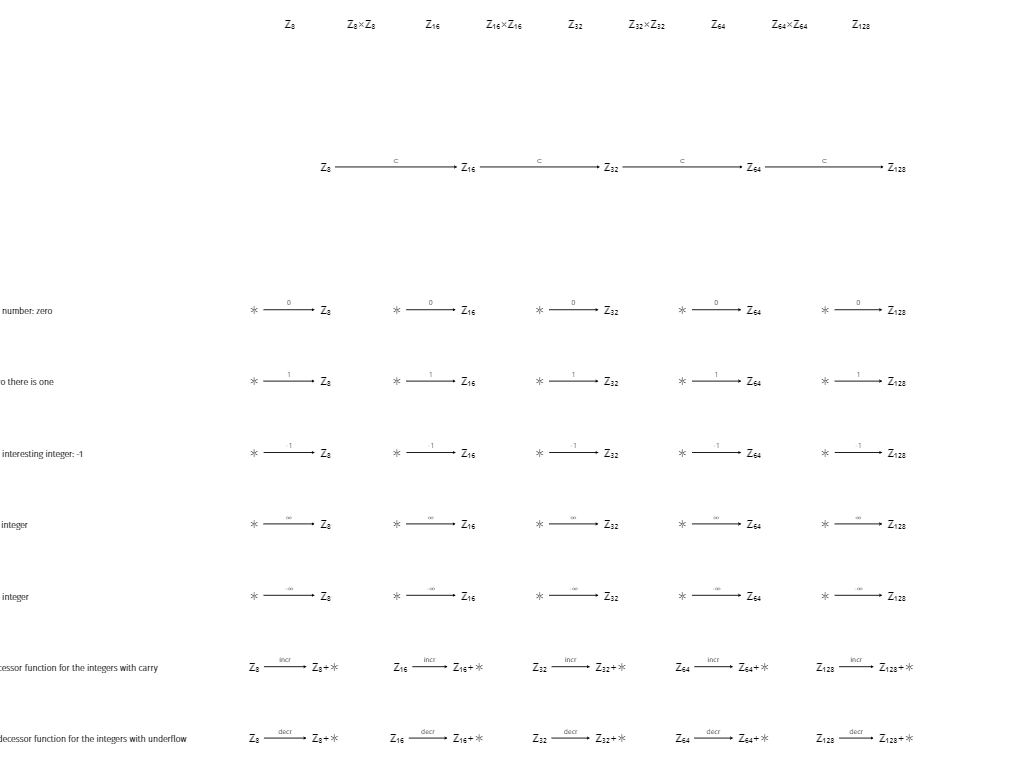 Z₈ Z₈×Z₈ Z₁₆ Z₁₆×Z₁₆ Z₃₂ Z₃₂×Z₃₂ Z₆₄ Z₆₄×Z₆₄ Z₁₂₈
Z₈ ⊂ Z₁₆ ⊂ Z₃₂ ⊂ Z₆₄ ⊂ Z₁₂₈
number: zero * 0 Z₈ * 0 Z₁₆ * 0 Z₃₂ * 0 Z₆₄ * 0 Z₁₂₈
there is one * 1 Z₈ * 1 Z₁₆ * 1 Z₃₂ * 1 Z₆₄ * 1 Z₁₂₈
interesting integer: -1 * -1 Z₈ * -1 Z₁₆ * -1 Z₃₂ * -1 Z₆₄ * -1 Z₁₂₈
integer * ∞ Z₈ * ∞ Z₁₆ * ∞ Z₃₂ * ∞ Z₆₄ * ∞ Z₁₂₈
integer * -∞ Z₈ * -∞ Z₁₆ * -∞ Z₃₂ * -∞ Z₆₄ * -∞ Z₁₂₈
cessor function for the integers with carry Z₈ incr Z₈+* Z₁₆ incr Z₁₆+* Z₃₂ incr Z₃₂+* Z₆₄ incr Z₆₄+* Z₁₂₈ incr Z₁₂₈+*
decessor function for the integers with underflow Z₈ decr Z₈+* Z₁₆ decr Z₁₆+* Z₃₂ decr Z₃₂+* Z₆₄ decr Z₆₄+* Z₁₂₈ decr Z₁₂₈+*